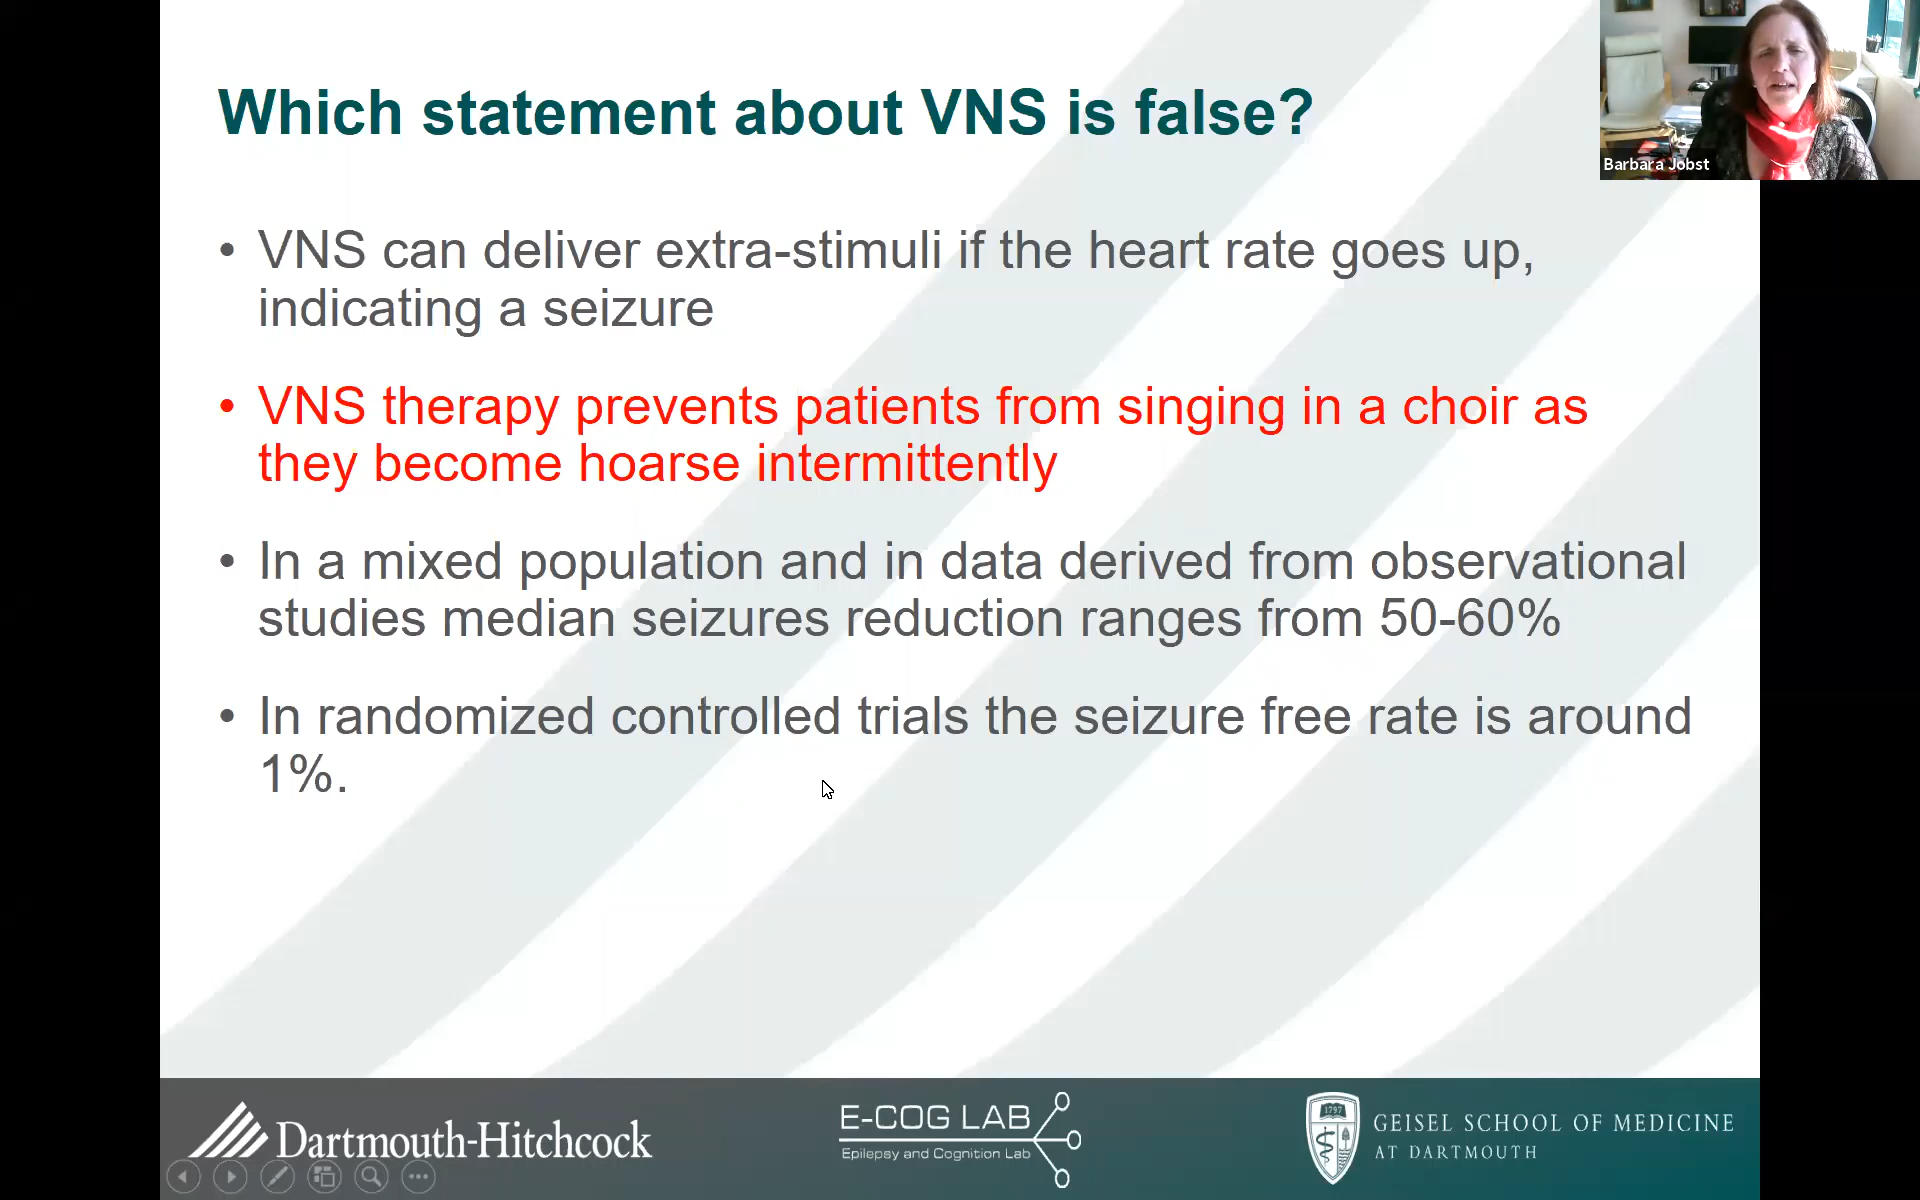 Which statement about VNS is false?
Barbara Jobst
• VNS can deliver extra-stimuli if the heart rate goes up,
indicating a seizure
• VNS therapy prevents patients from singing in a choir as
they become hoarse intermittently
• In a mixed population and in data derived from observational
studies median seizures reduction ranges from 50-60%
• In randomized controlled trials the seizure free rate is around
1%.
Dartmouth-Hitchcock
E-COG LAB
Epilepsy and Cognition Lab
1797
GEISEL SCHOOL OF MEDICINE
AT DARTMOUTH